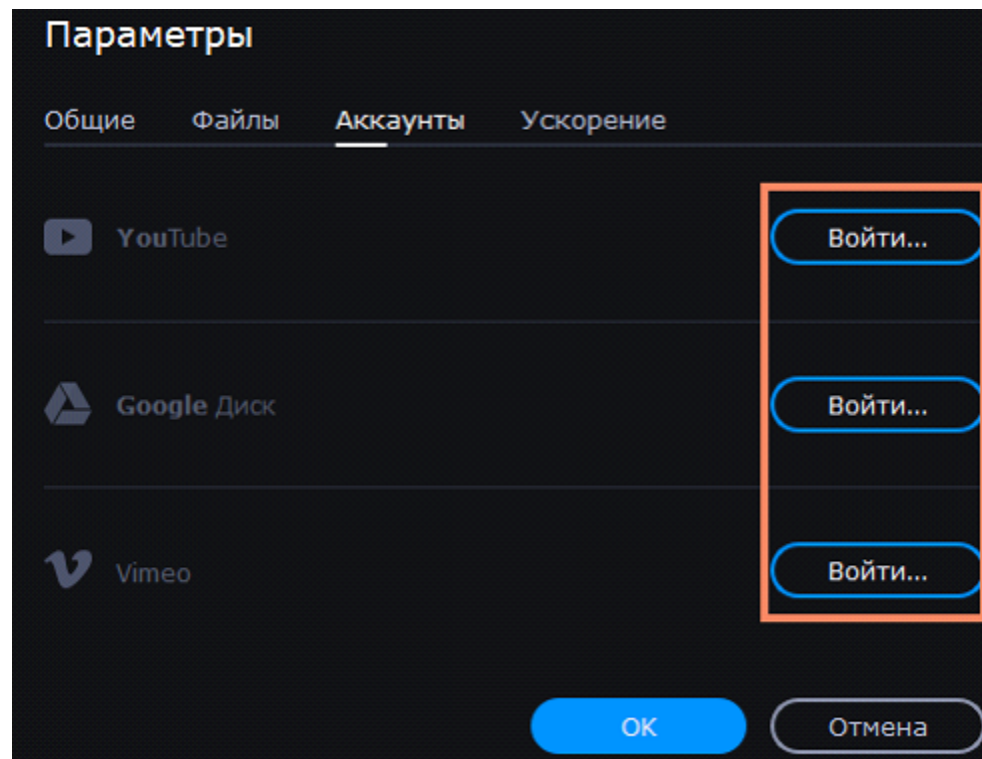 Параметры
Общие Файлы Аккаунты Ускорение
YouTube Войти...
Google Диск Войти...
Vimeo Войти...
OK Отмена